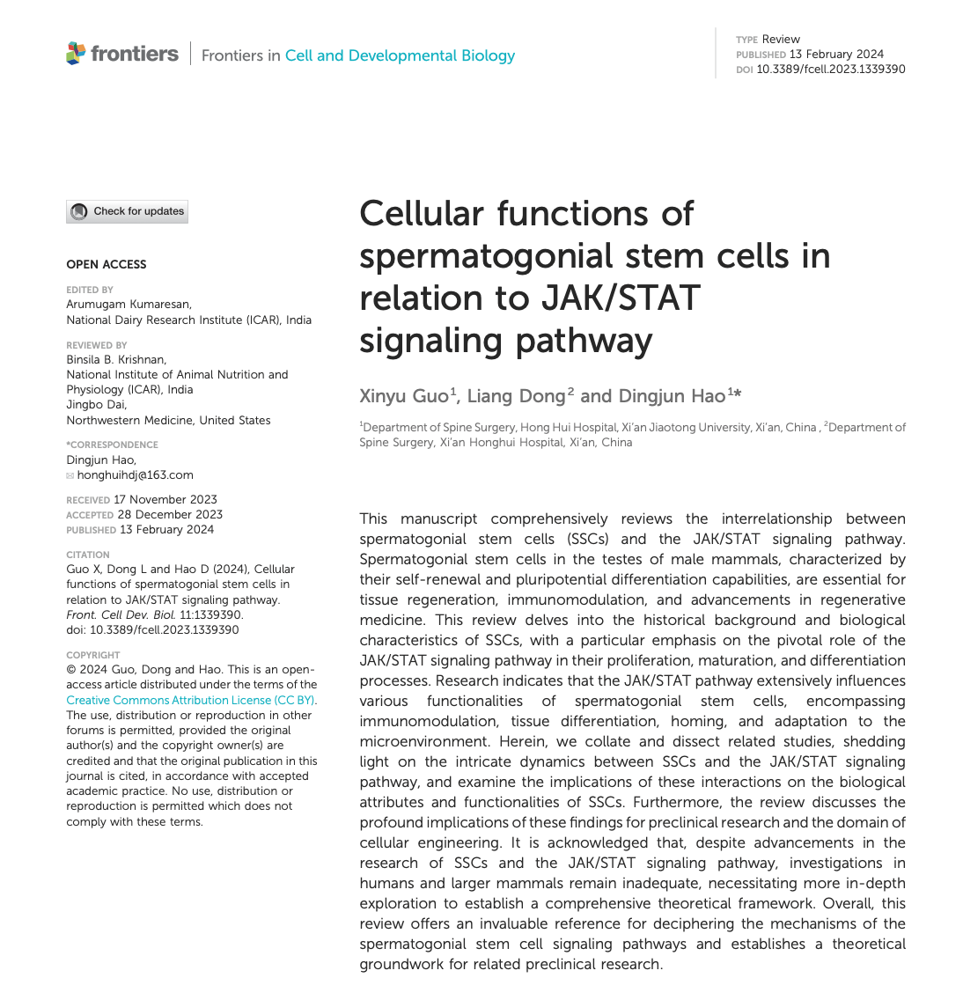 frontiers | Frontiers in Cell and Developmental Biology
TYPE Review
PUBLISHED 13 February 2024
DOI 10.3389/fcell.2023.1339390
Check for updates
OPEN ACCESS
EDITED BY
Arumugam Kumaresan,
National Dairy Research Institute (ICAR), India
REVIEWED BY
Binsila B. Krishnan,
National Institute of Animal Nutrition and
Physiology (ICAR), India
Jingbo Dai,
Northwestern Medicine, United States
*CORRESPONDENCE
Dingjun Hao,
honghuihdj@163.com
RECEIVED 17 November 2023
ACCEPTED 28 December 2023
PUBLISHED 13 February 2024
CITATION
Guo X, Dong L and Hao D (2024), Cellular
functions of spermatogonial stem cells in
relation to JAK/STAT signaling pathway.
Front. Cell Dev. Biol. 11:1339390.
doi: 10.3389/fcell.2023.1339390
COPYRIGHT
© 2024 Guo, Dong and Hao. This is an open-
access article distributed under the terms of the
Creative Commons Attribution License (CC BY).
The use, distribution or reproduction in other
forums is permitted, provided the original
author(s) and the copyright owner(s) are
credited and that the original publication in this
journal is cited, in accordance with accepted
academic practice. No use, distribution or
reproduction is permitted which does not
comply with these terms.
Cellular functions of
spermatogonial stem cells in
relation to JAK/STAT
signaling pathway
Xinyu Guo1, Liang Dong2 and Dingjun Hao1*
1Department of Spine Surgery, Hong Hui Hospital, Xi’an Jiaotong University, Xi’an, China , 2Department of
Spine Surgery, Xi’an Honghui Hospital, Xi’an, China
This manuscript comprehensively reviews the interrelationship between
spermatogonial stem cells (SSCs) and the JAK/STAT signaling pathway.
Spermatogonial stem cells in the testes of male mammals, characterized by
their self-renewal and pluripotential differentiation capabilities, are essential for
tissue regeneration, immunomodulation, and advancements in regenerative
medicine. This review delves into the historical background and biological
characteristics of SSCs, with a particular emphasis on the pivotal role of the
JAK/STAT signaling pathway in their proliferation, maturation, and differentiation
processes. Research indicates that the JAK/STAT pathway extensively influences
various functionalities of spermatogonial stem cells, encompassing
immunomodulation, tissue differentiation, homing, and adaptation to the
microenvironment. Herein, we collate and dissect related studies, shedding
light on the intricate dynamics between SSCs and the JAK/STAT signaling
pathway, and examine the implications of these interactions on the biological
attributes and functionalities of SSCs. Furthermore, the review discusses the
profound implications of these findings for preclinical research and the domain of
cellular engineering. It is acknowledged that, despite advancements in the
research of SSCs and the JAK/STAT signaling pathway, investigations in
humans and larger mammals remain inadequate, necessitating more in-depth
exploration to establish a comprehensive theoretical framework. Overall, this
review offers an invaluable reference for deciphering the mechanisms of the
spermatogonial stem cell signaling pathways and establishes a theoretical
groundwork for related preclinical research.